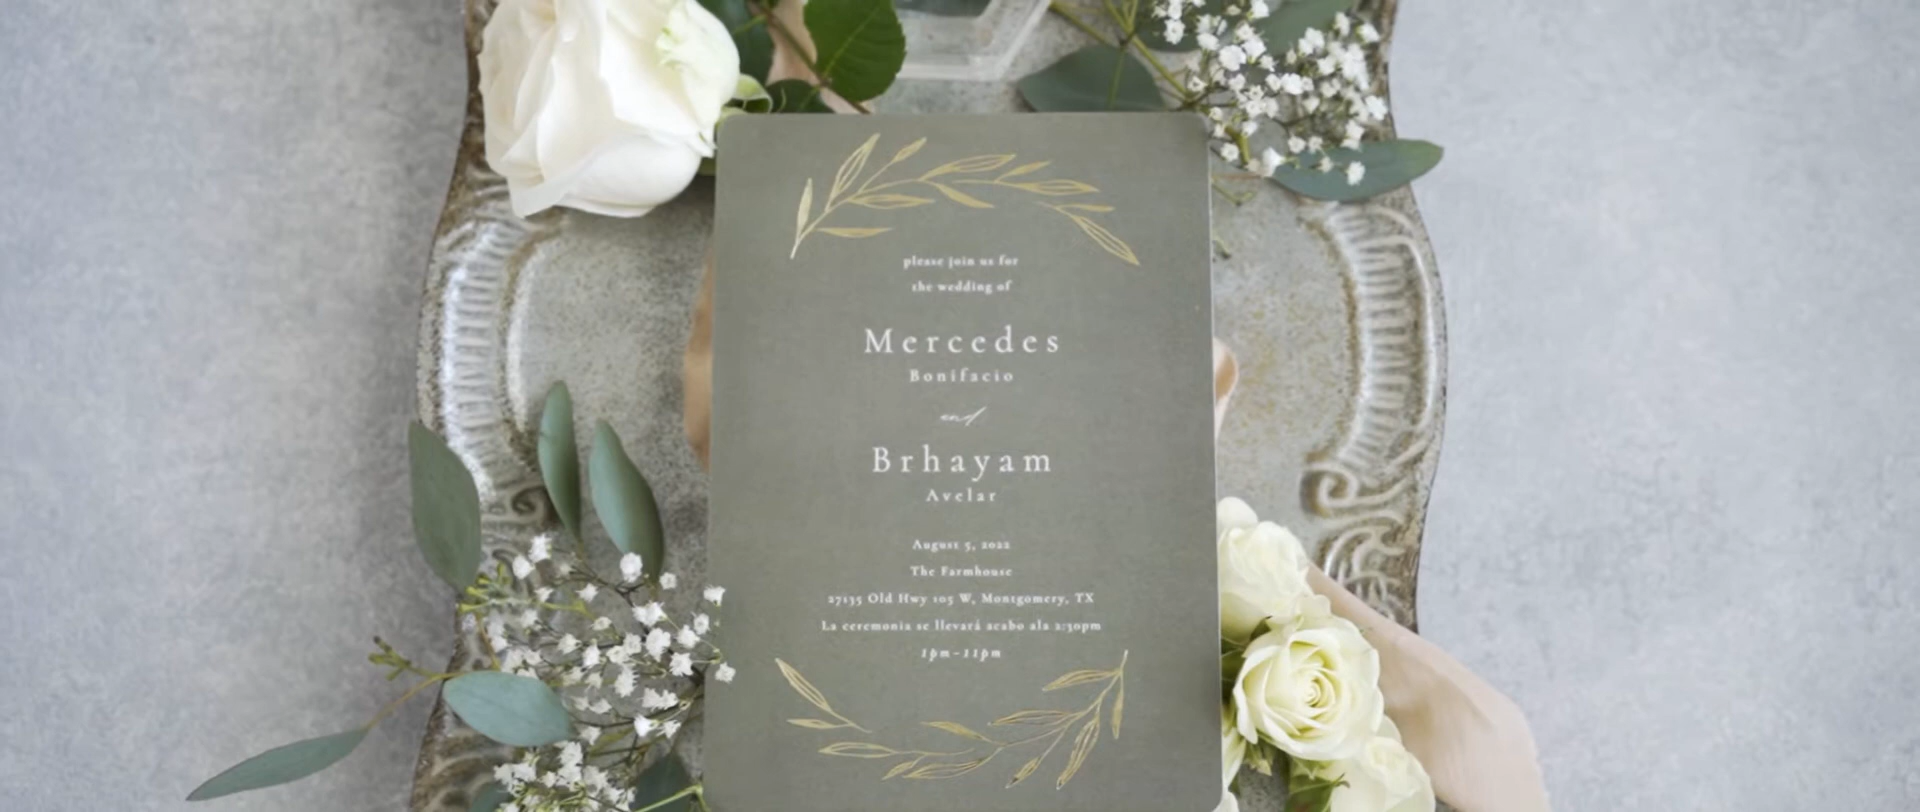 please join us for
the wedding of
Mercedes
Bonifacio
and
Brhayam
Avelar
August 5, 2022
The Farmhouse
27135 Old Hwy 105 W, Montgomery, TX
La ceremonia se llevará acabo ala 2:30pm
1pm-11pm